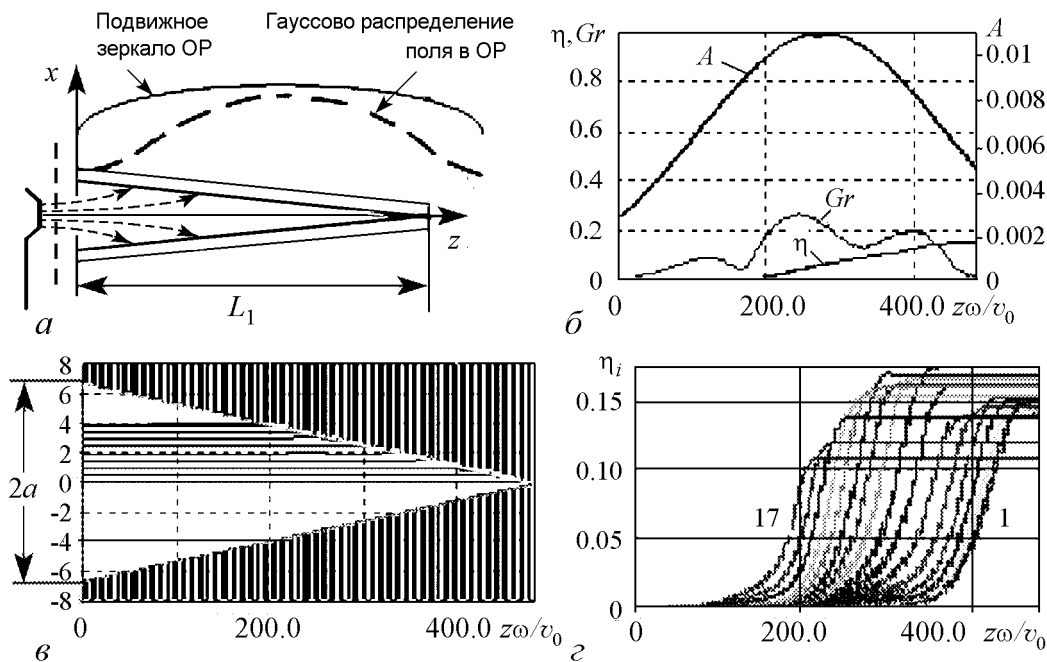 Подвижное
зеркало ОР
Гауссово распределение
поля в ОР
x
z
L₁
а
η, Gr
A
0.8
0.6
0.4
0.2
0
0.01
0.008
0.006
0.004
0.002
0
A
Gr
η
0
200.0
400.0
zω/v₀
б
8
6
4
2
0
-2
-4
-6
-8
2a
0
200.0
400.0
zω/v₀
в
ηᵢ
0.15
0.10
0.05
0
17
1
0
200.0
400.0
zω/v₀
г